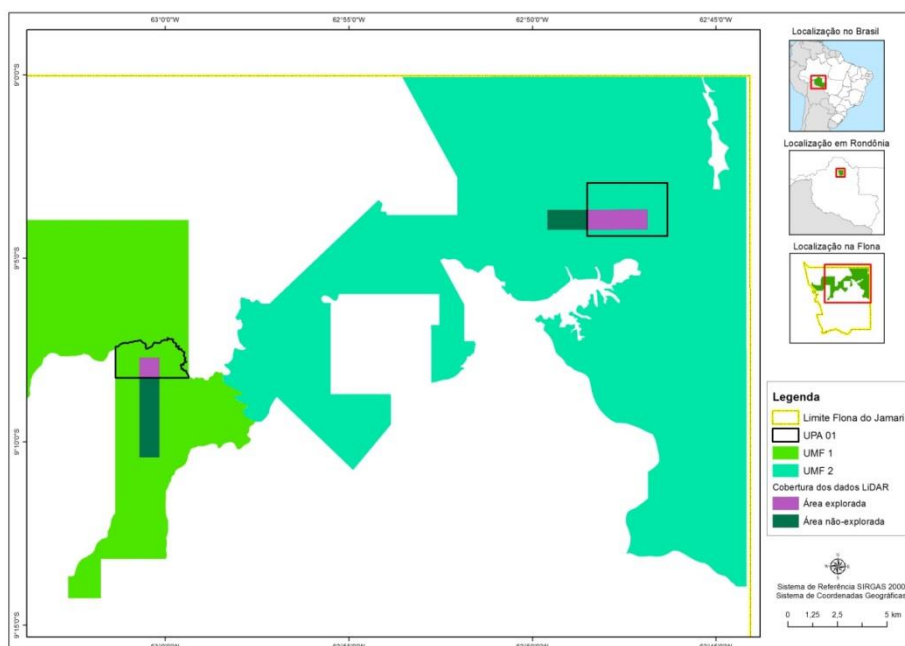 63°0'0"W 62°55'0"W 62°50'0"W 62°45'0"W
9°0'0"S
9°5'0"S
9°10'0"S
9°15'0"S
Localização no Brasil
Localização em Rondônia
Localização na Flona
Legenda
Limite Flona do Jamari
UPA 01
UMF 1
UMF 2
Cobertura dos dados LiDAR
Área explorada
Área não-explorada
Sistema de Referência SIRGAS 2000
Sistema de Coordenadas Geográficas
0 1,25 2,5 5 km